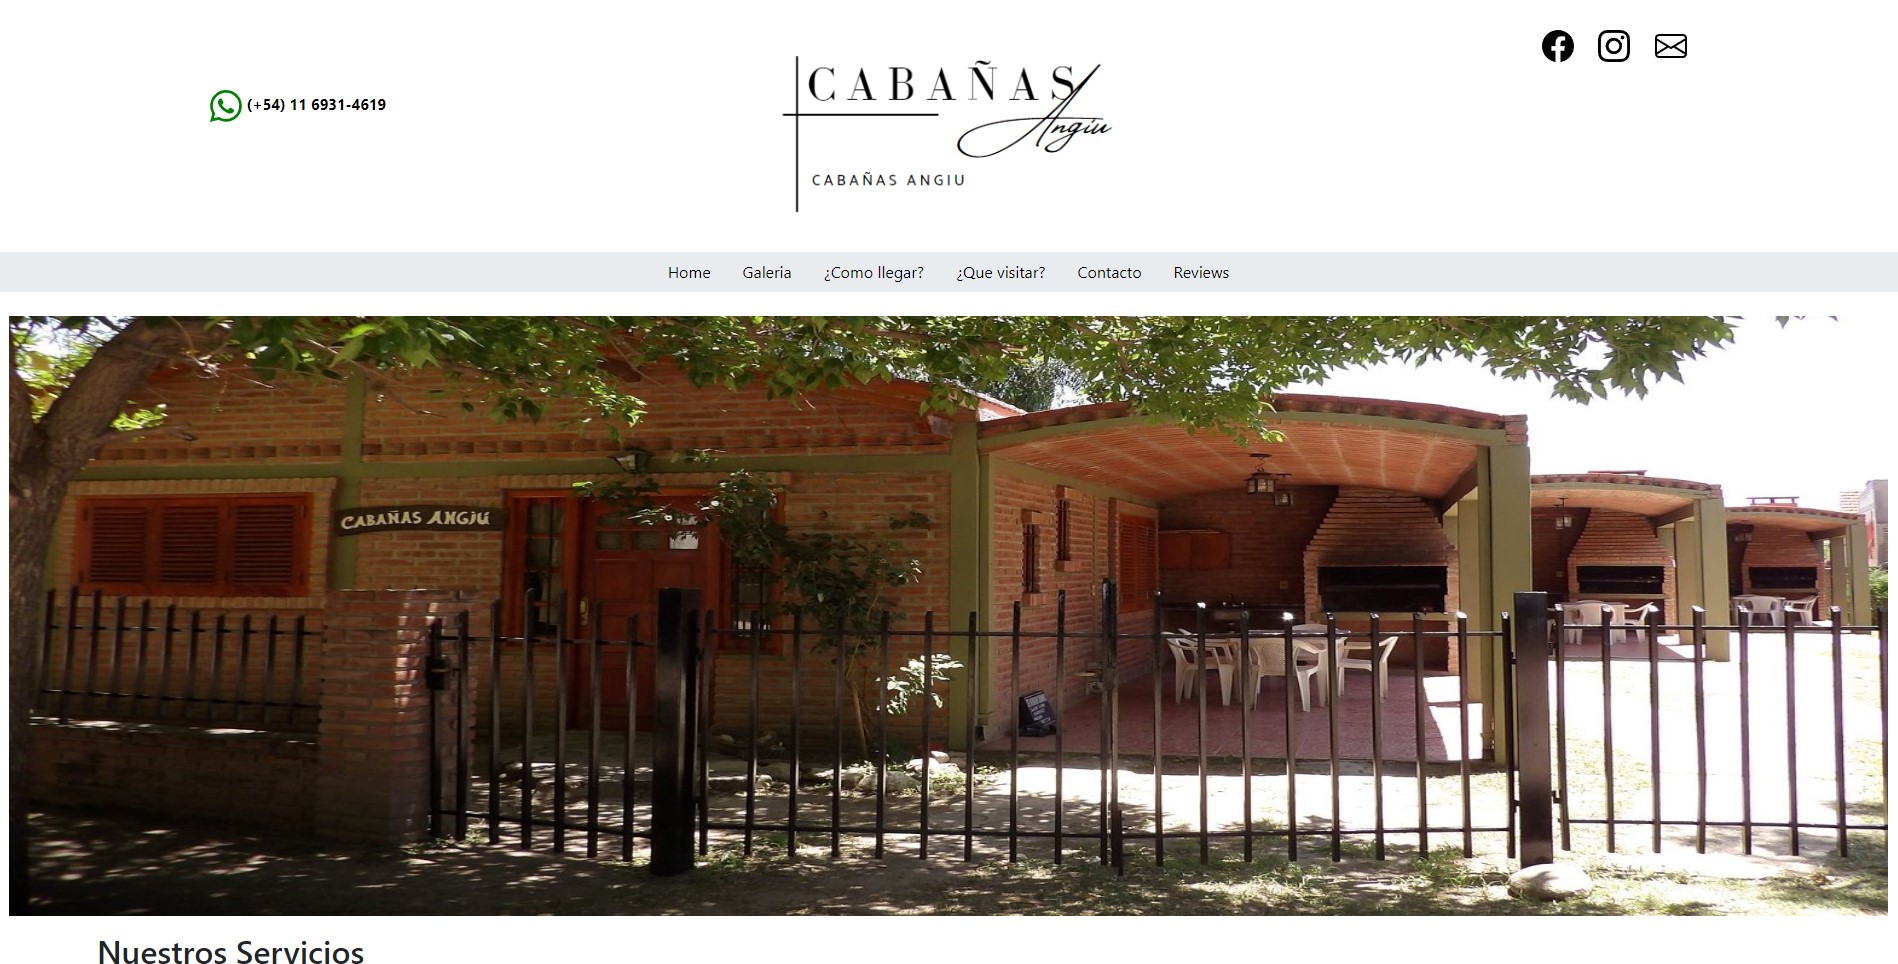 (+54) 11 6931-4619
CABAÑAS
Angiu
CABAÑAS ANGIU
Home Galeria ¿Como llegar? ¿Que visitar? Contacto Reviews
CABAÑAS ANGIU
Nuestros Servicios